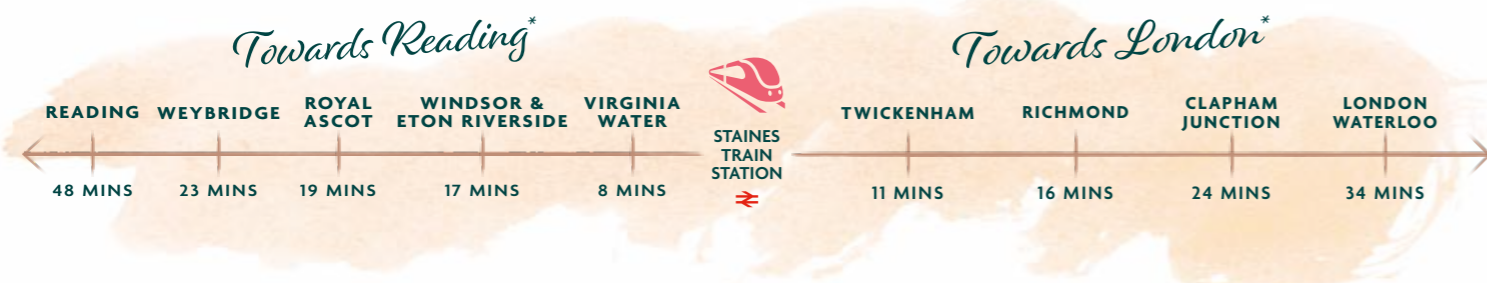 Towards Reading*
READING
WEYBRIDGE
ROYAL
ASCOT
WINDSOR &
ETON RIVERSIDE
VIRGINIA
WATER
48 MINS
23 MINS
19 MINS
17 MINS
8 MINS
STAINES
TRAIN
STATION
Towards London*
TWICKENHAM
RICHMOND
CLAPHAM
JUNCTION
LONDON
WATERLOO
11 MINS
16 MINS
24 MINS
34 MINS